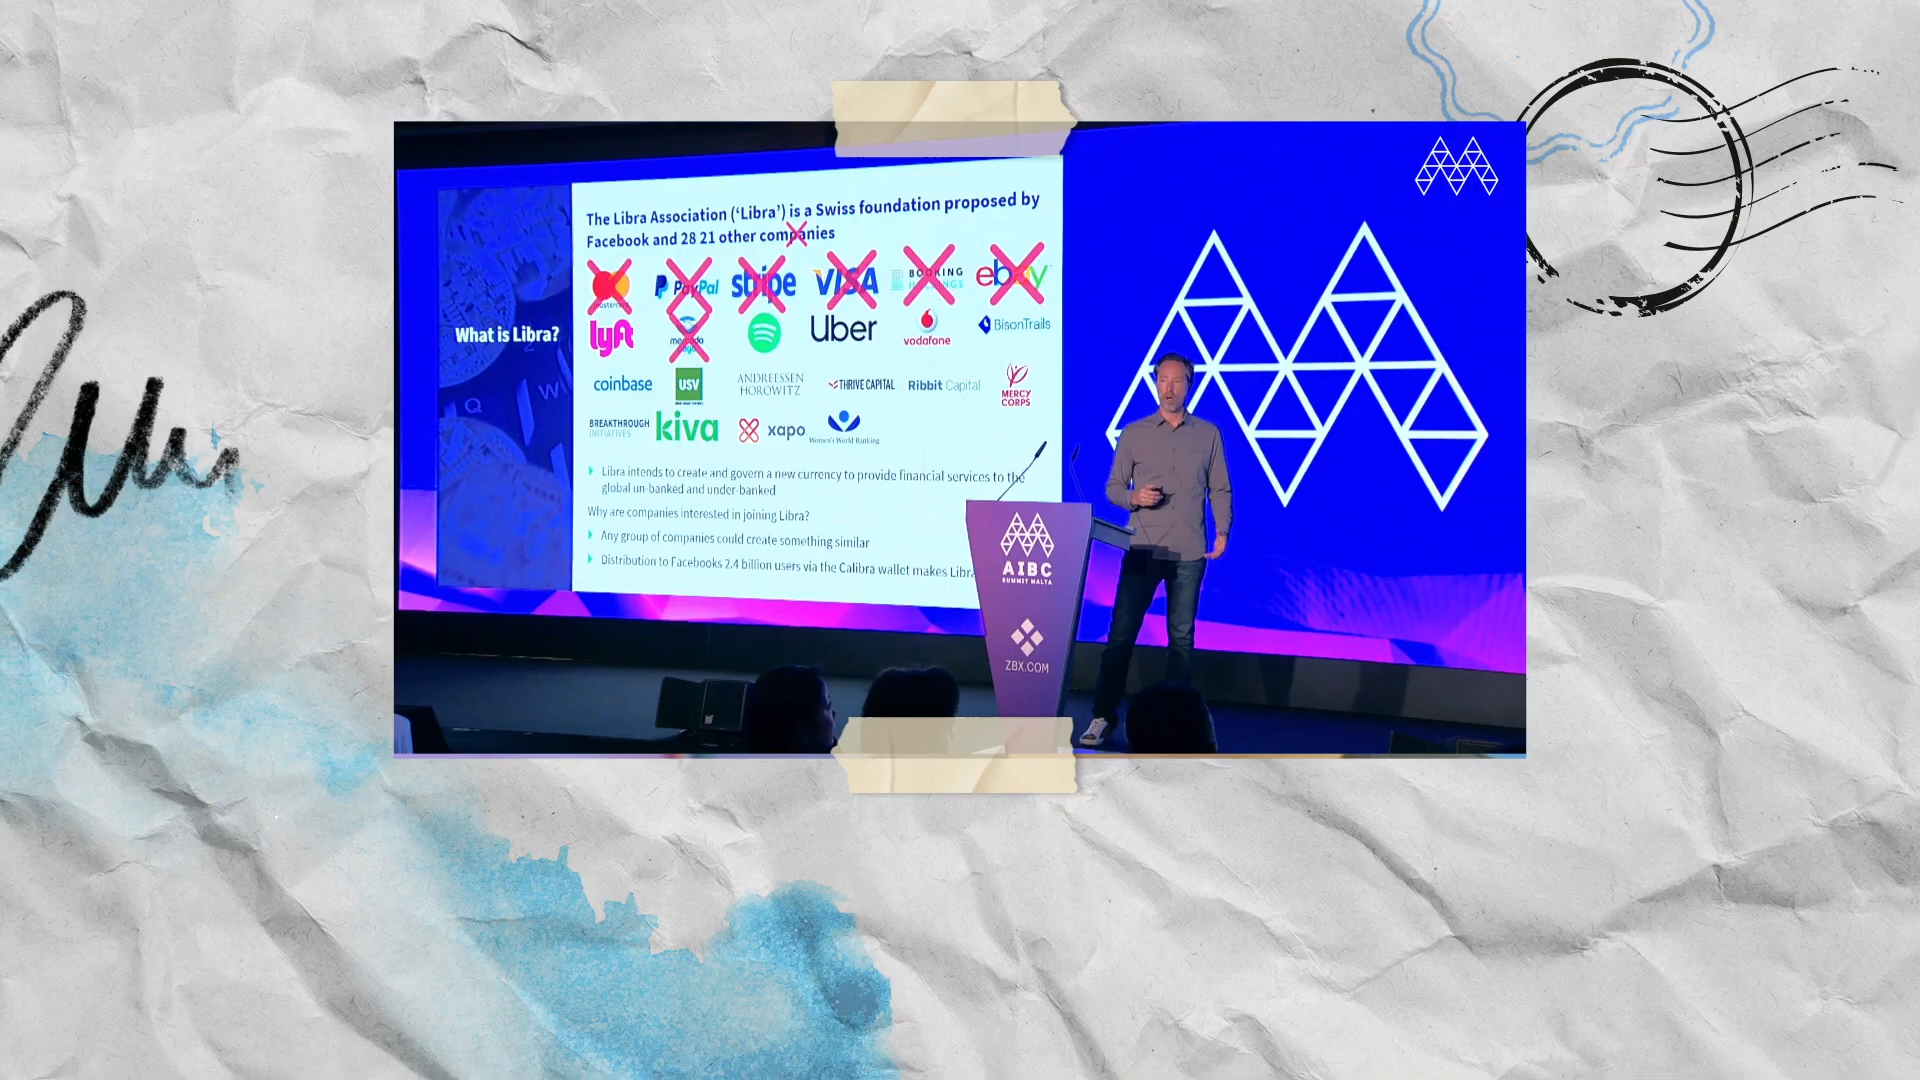 The Libra Association (‘Libra’) is a Swiss foundation proposed by
Facebook and 28 21 other companies
What is Libra?
mastercard PayPal stripe VISA BOOKING HOLDINGS ebay
lyft mercado pago Uber vodafone BisonTrails
coinbase USV ANDREESSEN HOROWITZ THRIVE CAPITAL Ribbit Capital MERCY CORPS
BREAKTHROUGH INITIATIVES kiva xapo Women's World Banking
Libra intends to create and govern a new currency to provide financial services to the
global un-banked and under-banked
Why are companies interested in joining Libra?
Any group of companies could create something similar
Distribution to Facebooks 2.4 billion users via the Calibra wallet makes Libra
AIBC
SUMMIT MALTA
ZBX.COM